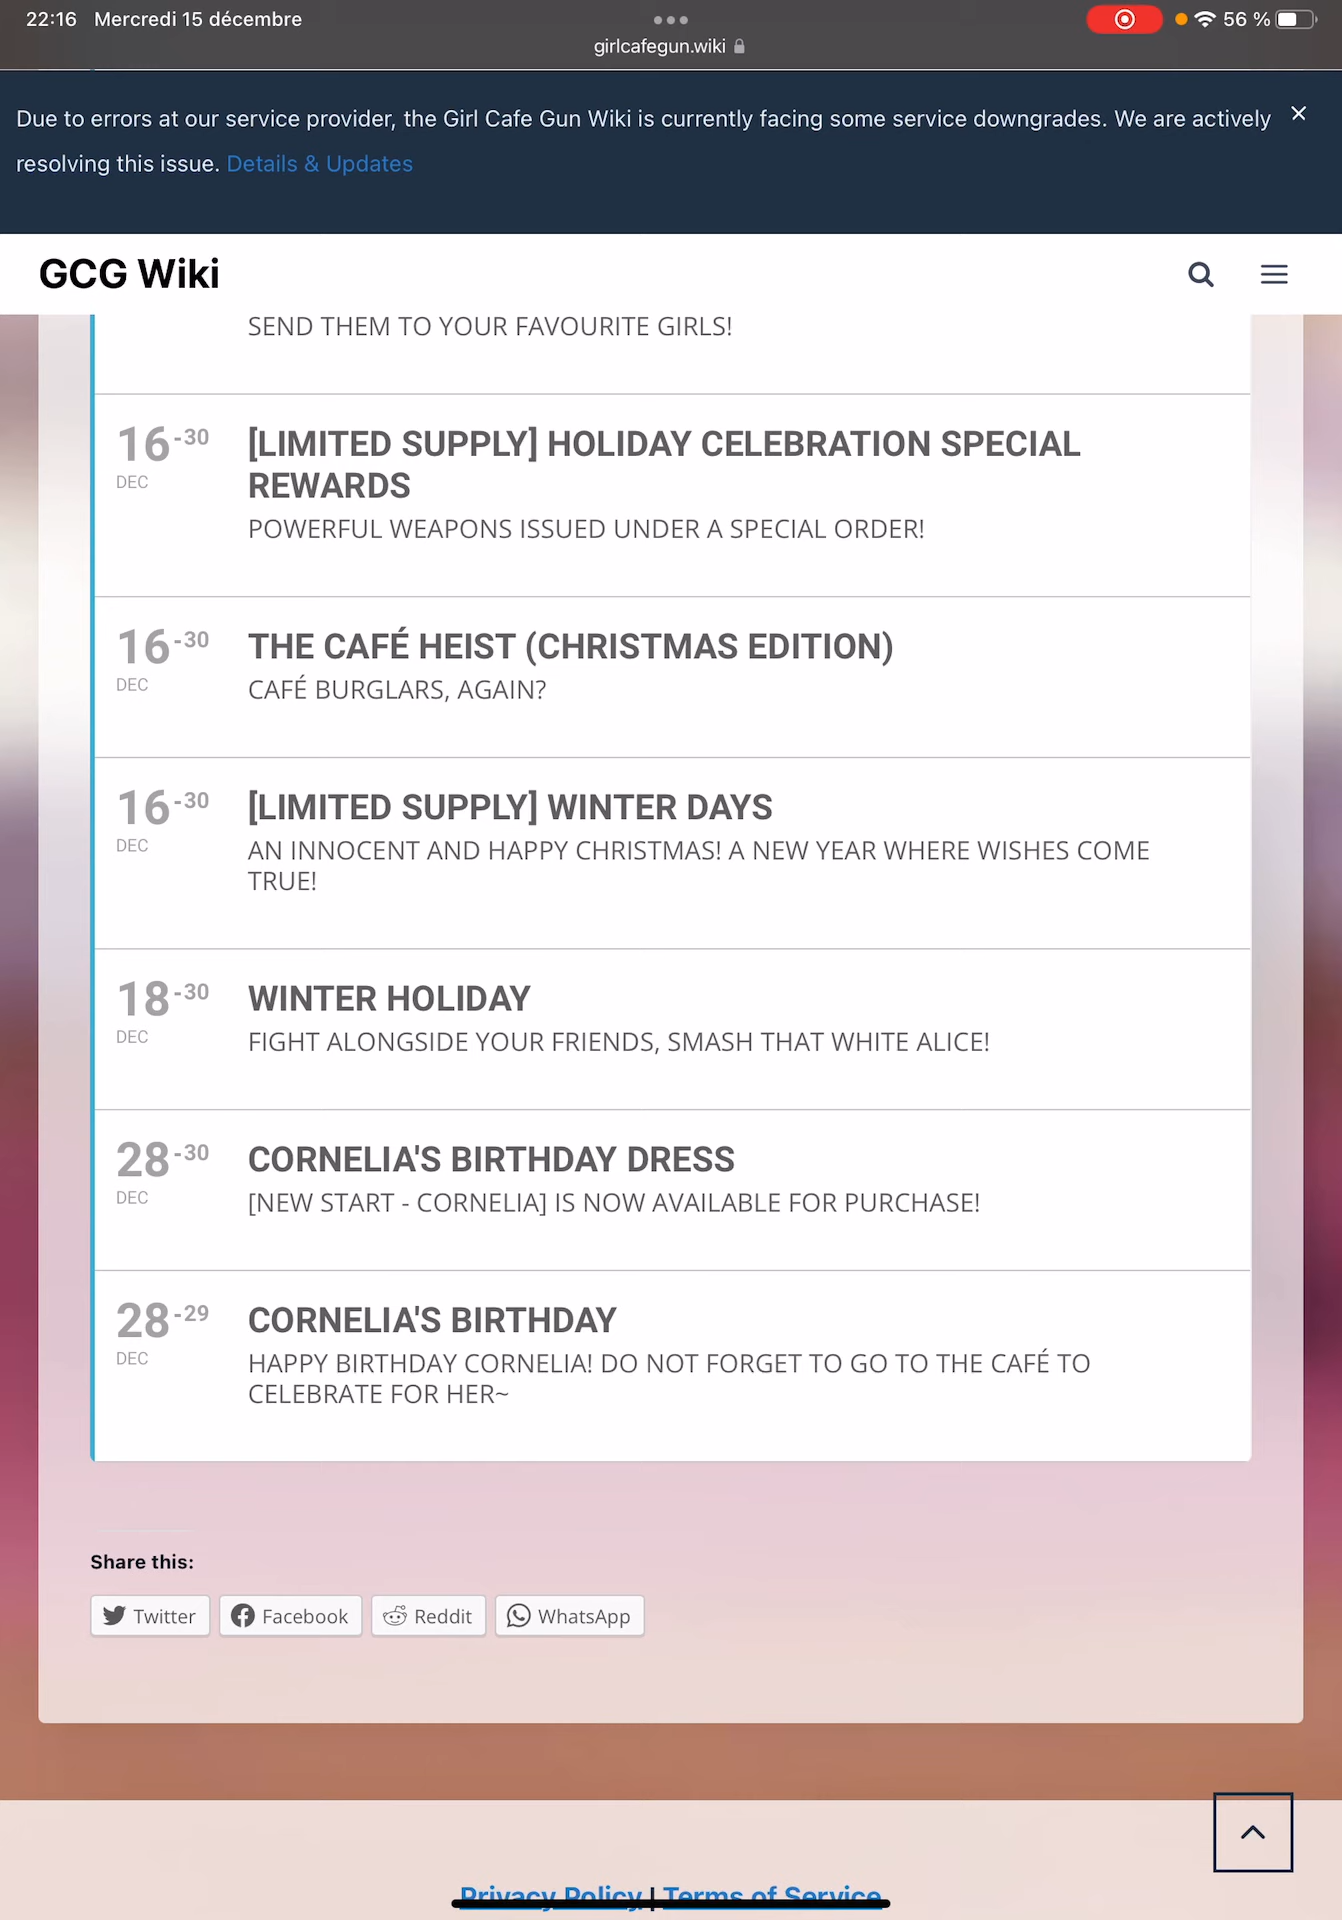 22:16 Mercredi 15 décembre
56 %
girlcafegun.wiki
Due to errors at our service provider, the Girl Cafe Gun Wiki is currently facing some service downgrades. We are actively
resolving this issue. Details & Updates
GCG Wiki
SEND THEM TO YOUR FAVOURITE GIRLS!
16-30
DEC
[LIMITED SUPPLY] HOLIDAY CELEBRATION SPECIAL
REWARDS
POWERFUL WEAPONS ISSUED UNDER A SPECIAL ORDER!
16-30
DEC
THE CAFÉ HEIST (CHRISTMAS EDITION)
CAFÉ BURGLARS, AGAIN?
16-30
DEC
[LIMITED SUPPLY] WINTER DAYS
AN INNOCENT AND HAPPY CHRISTMAS! A NEW YEAR WHERE WISHES COME
TRUE!
18-30
DEC
WINTER HOLIDAY
FIGHT ALONGSIDE YOUR FRIENDS, SMASH THAT WHITE ALICE!
28-30
DEC
CORNELIA'S BIRTHDAY DRESS
[NEW START - CORNELIA] IS NOW AVAILABLE FOR PURCHASE!
28-29
DEC
CORNELIA'S BIRTHDAY
HAPPY BIRTHDAY CORNELIA! DO NOT FORGET TO GO TO THE CAFÉ TO
CELEBRATE FOR HER~
Share this:
Twitter Facebook Reddit WhatsApp
Privacy Policy | Terms of Service